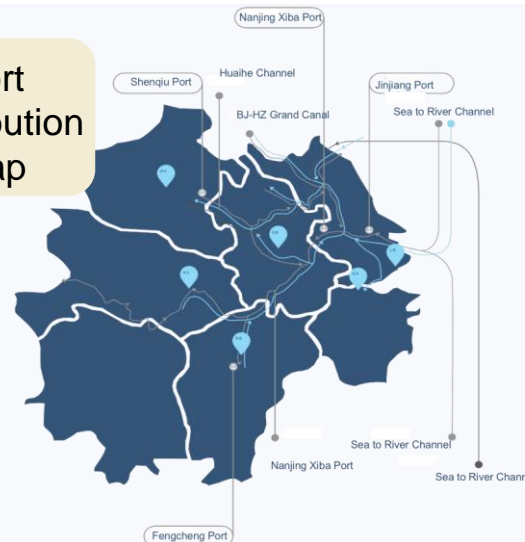 Nanjing Xiba Port
rt
Shenqiu Port
Huaihe Channel
Jinjiang Port
bution
BJ-HZ Grand Canal
Sea to River Channel
ap
Sea to River Channel
Nanjing Xiba Port
Sea to River Chann
Fengcheng Port